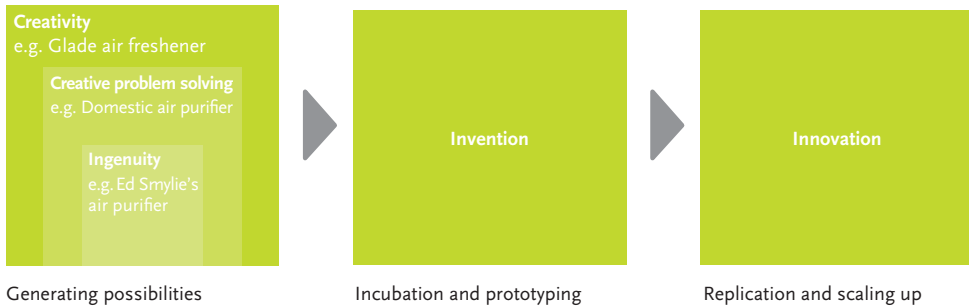 Creativity
e.g. Glade air freshener
Creative problem solving
e.g. Domestic air purifier
Ingenuity
e.g. Ed Smylie's
air purifier
Invention
Innovation
Generating possibilities
Incubation and prototyping
Replication and scaling up